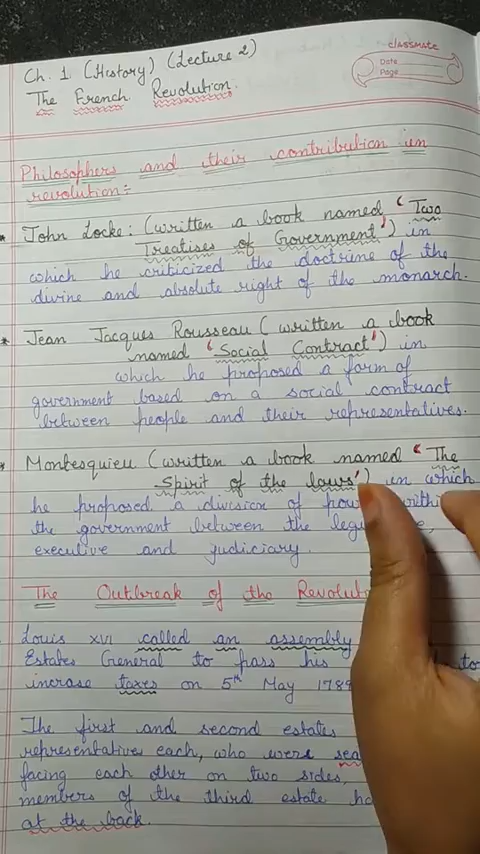 Ch. 1 (History) (Lecture 2)
The French Revolution.
classmate
Date
Page
Philosophers and their contribution in
revolution:-
* John Locke: (written a book named "Two
Treatises of Government") in
which he criticized the doctrine of the
divine and absolute right of the monarch.
* Jean Jacques Rousseau (written a book
named "Social Contract") in
which he proposed a form of
government based on a social contract
between people and their representatives.
* Montesquieu (written a book named "The
Spirit of the laws") in which
he proposed a division of
the government between the
executive and judiciary.
The Outbreak of the
Louis XVI called an assembly
Estates General to pass his to
increase taxes on 5th May 1789
The first and second estates
representative each, who were
facing each other on two sides,
members of the third estate
at the back.